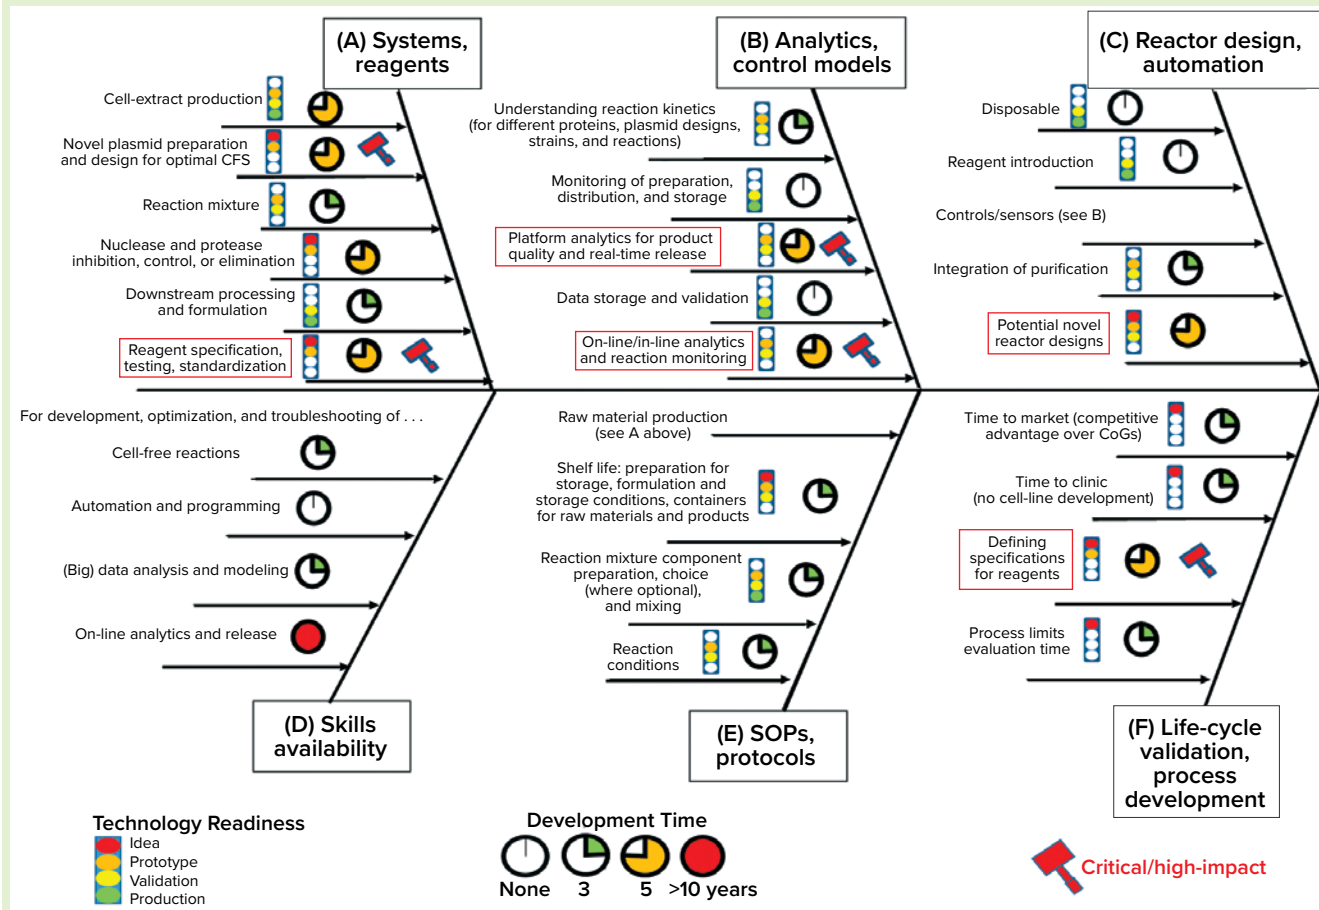 (A) Systems,
reagents
Cell-extract production
Novel plasmid preparation
and design for optimal CFS
Reaction mixture
Nuclease and protease
inhibition, control, or elimination
Downstream processing
and formulation
Reagent specification,
testing, standardization
(B) Analytics,
control models
Understanding reaction kinetics
(for different proteins, plasmid designs,
strains, and reactions)
Monitoring of preparation,
distribution, and storage
Platform analytics for product
quality and real-time release
Data storage and validation
On-line/in-line analytics
and reaction monitoring
(C) Reactor design,
automation
Disposable
Reagent introduction
Controls/sensors (see B)
Integration of purification
Potential novel
reactor designs
For development, optimization, and troubleshooting of . . .
Cell-free reactions
Automation and programming
(Big) data analysis and modeling
On-line analytics and release
(D) Skills
availability
Raw material production
(see A above)
Shelf life: preparation for
storage, formulation and
storage conditions, containers
for raw materials and products
Reaction mixture component
preparation, choice
(where optional),
and mixing
Reaction
conditions
(E) SOPs,
protocols
Time to market (competitive
advantage over CoGs)
Time to clinic
(no cell-line development)
Defining
specifications
for reagents
Process limits
evaluation time
(F) Life-cycle
validation,
process
development
Technology Readiness
Idea
Prototype
Validation
Production
Development Time
None 3 5 >10 years
Critical/high-impact